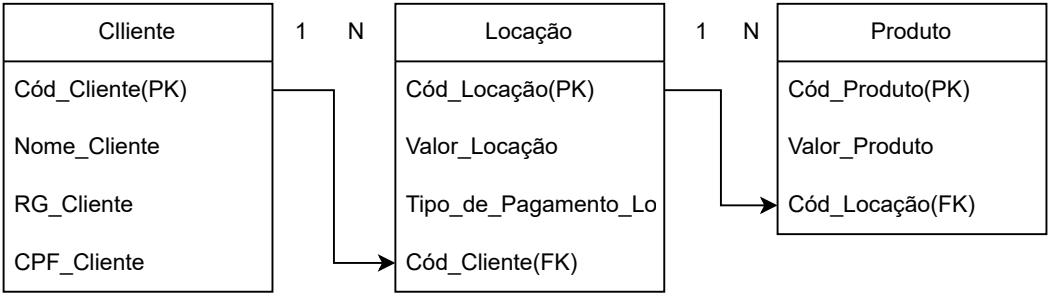 Clliente
1 N
Locação
1 N
Produto
Cód_Cliente(PK)
Nome_Cliente
RG_Cliente
CPF_Cliente
Cód_Locação(PK)
Valor_Locação
Tipo_de_Pagamento_Lo
Cód_Cliente(FK)
Cód_Produto(PK)
Valor_Produto
Cód_Locação(FK)